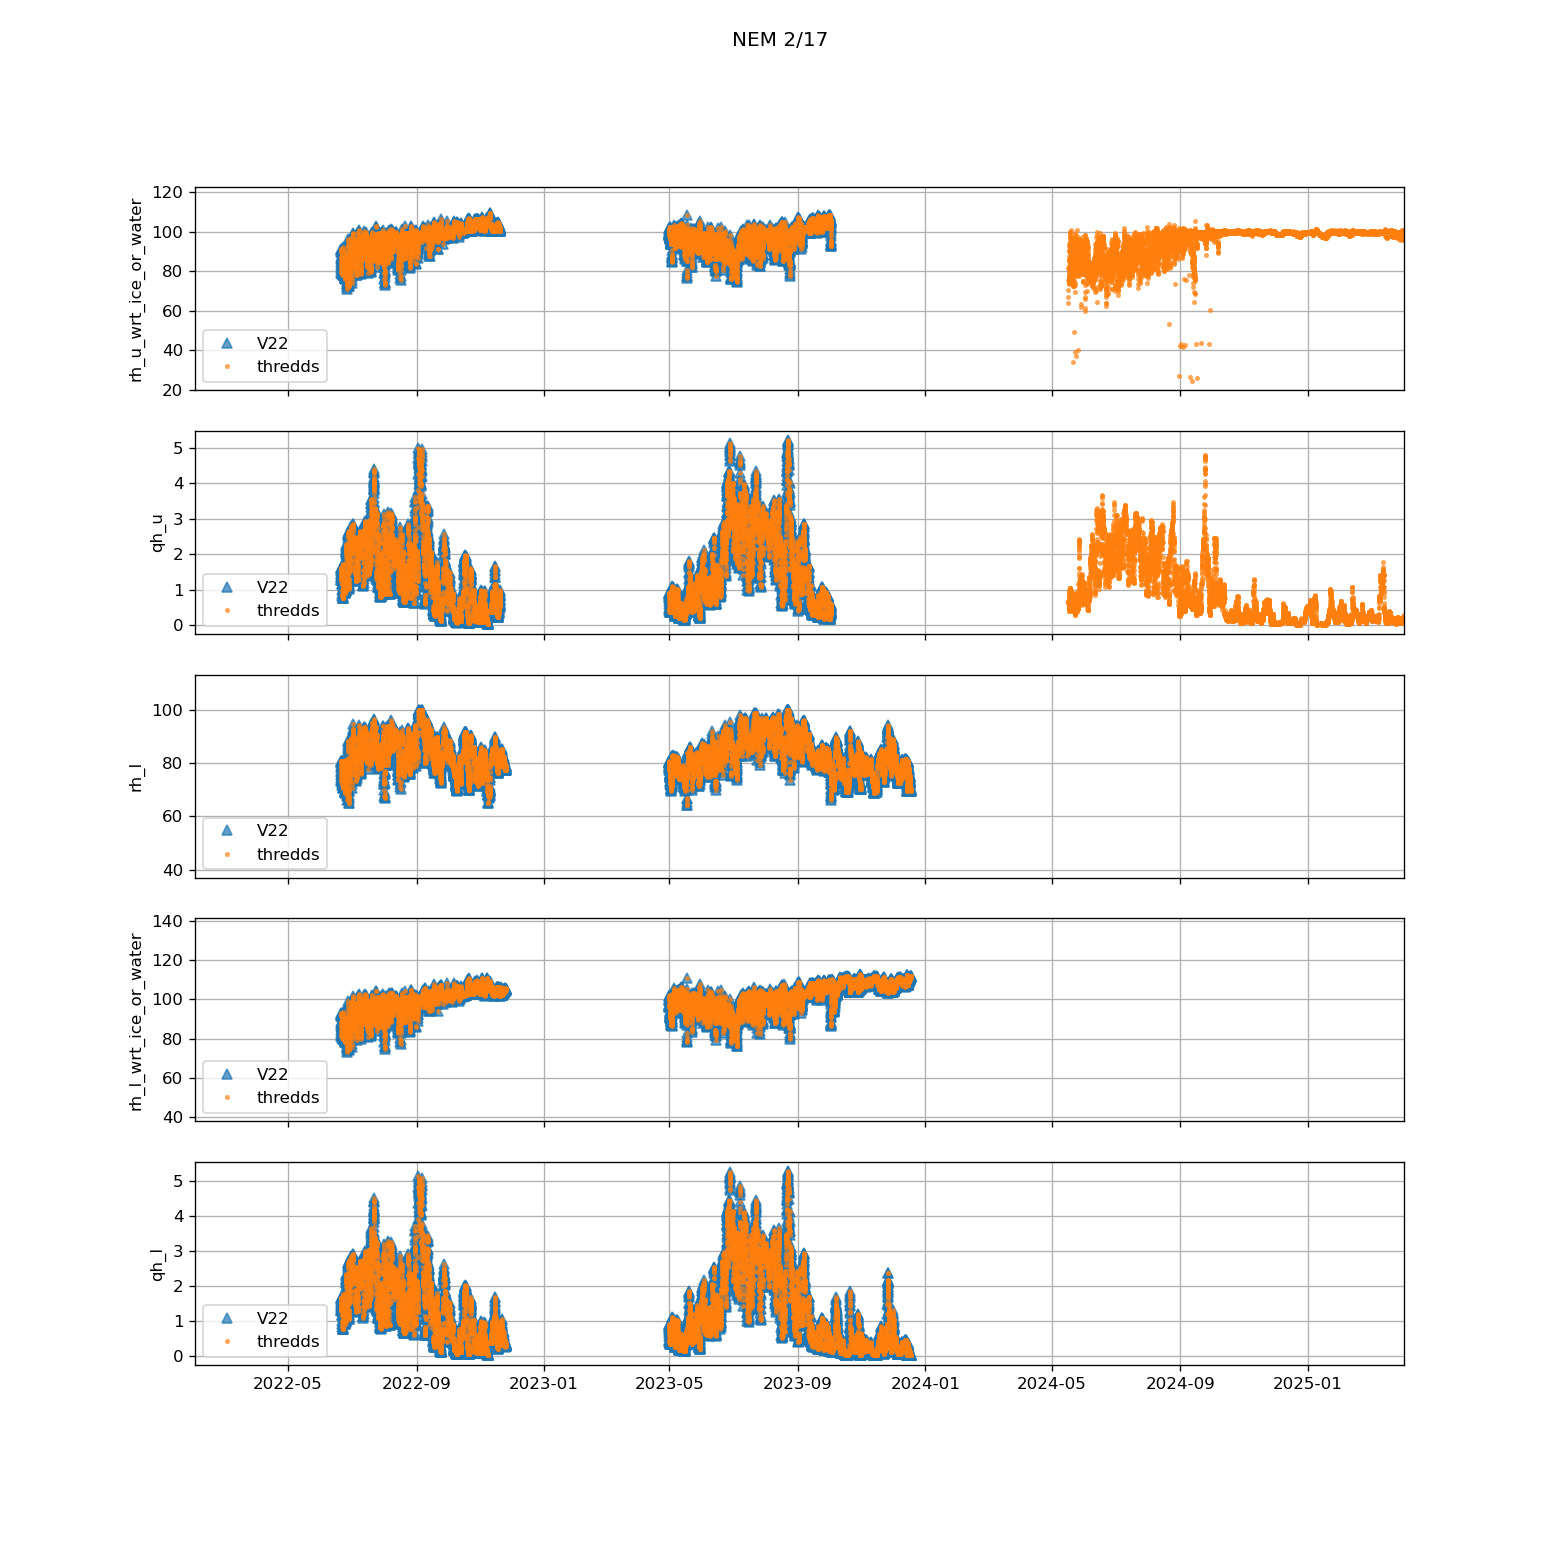 NEM 2/17
rh_u_wrt_ice_or_water
120
100
80
60
40
20
V22
thredds
qh_u
5
4
3
2
1
0
V22
thredds
rh_l
100
80
60
40
V22
thredds
rh_l_wrt_ice_or_water
140
120
100
80
60
40
V22
thredds
qh_l
5
4
3
2
1
0
V22
thredds
2022-05 2022-09 2023-01 2023-05 2023-09 2024-01 2024-05 2024-09 2025-01